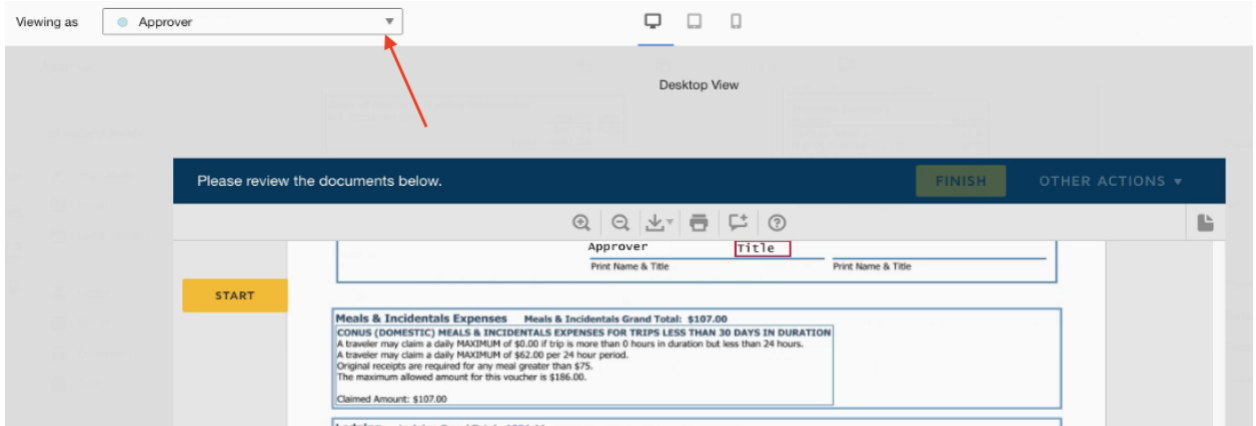 Viewing as
Approver
Desktop View
Please review the documents below.
FINISH
OTHER ACTIONS
Approver
Title
Print Name & Title
Print Name & Title
START
Meals & Incidentals Expenses Meals & Incidentals Grand Total: $107.00
CONUS (DOMESTIC) MEALS & INCIDENTALS EXPENSES FOR TRIPS LESS THAN 30 DAYS IN DURATION
A traveler may claim a daily MAXIMUM of $0.00 if trip is more than 0 hours in duration but less than 24 hours.
A traveler may claim a daily MAXIMUM of $62.00 per 24 hour period.
Original receipts are required for any meal greater than $75.
The maximum allowed amount for this voucher is $186.00.
Claimed Amount: $107.00